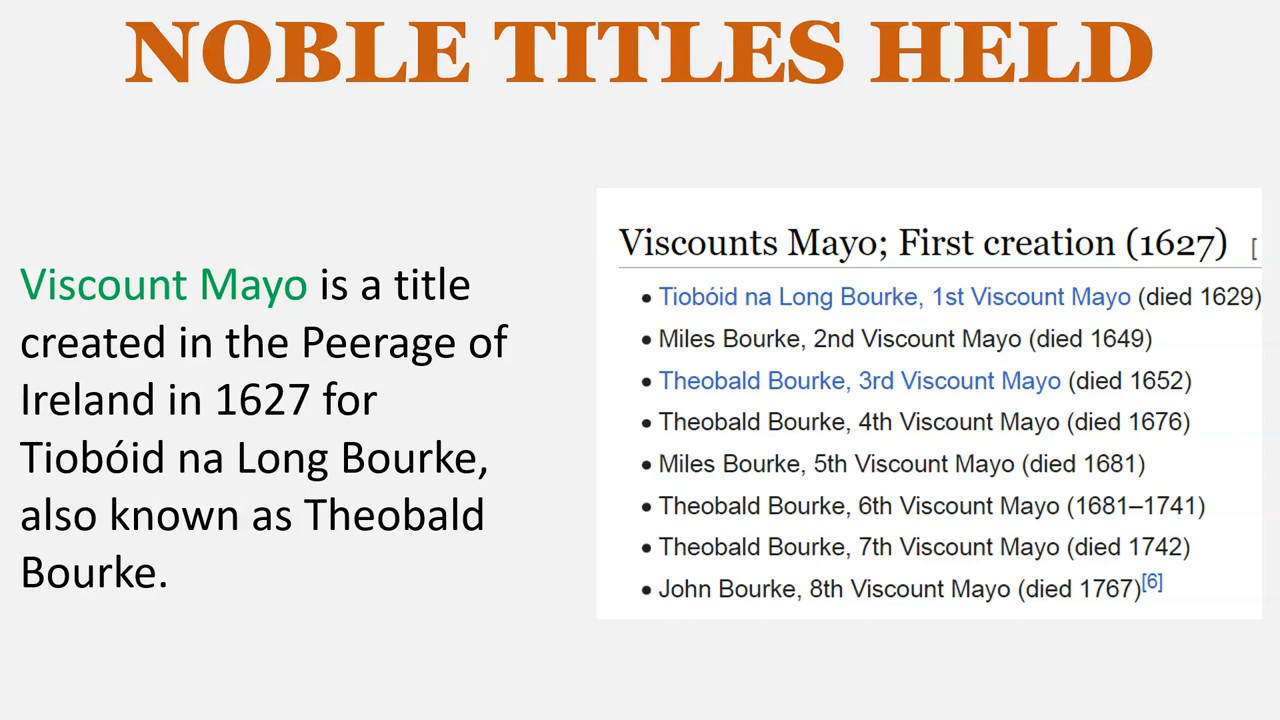 NOBLE TITLES HELD
Viscount Mayo is a title
created in the Peerage of
Ireland in 1627 for
Tiobóid na Long Bourke,
also known as Theobald
Bourke.
Viscounts Mayo; First creation (1627) [
• Tiobóid na Long Bourke, 1st Viscount Mayo (died 1629)
• Miles Bourke, 2nd Viscount Mayo (died 1649)
• Theobald Bourke, 3rd Viscount Mayo (died 1652)
• Theobald Bourke, 4th Viscount Mayo (died 1676)
• Miles Bourke, 5th Viscount Mayo (died 1681)
• Theobald Bourke, 6th Viscount Mayo (1681–1741)
• Theobald Bourke, 7th Viscount Mayo (died 1742)
• John Bourke, 8th Viscount Mayo (died 1767)[6]